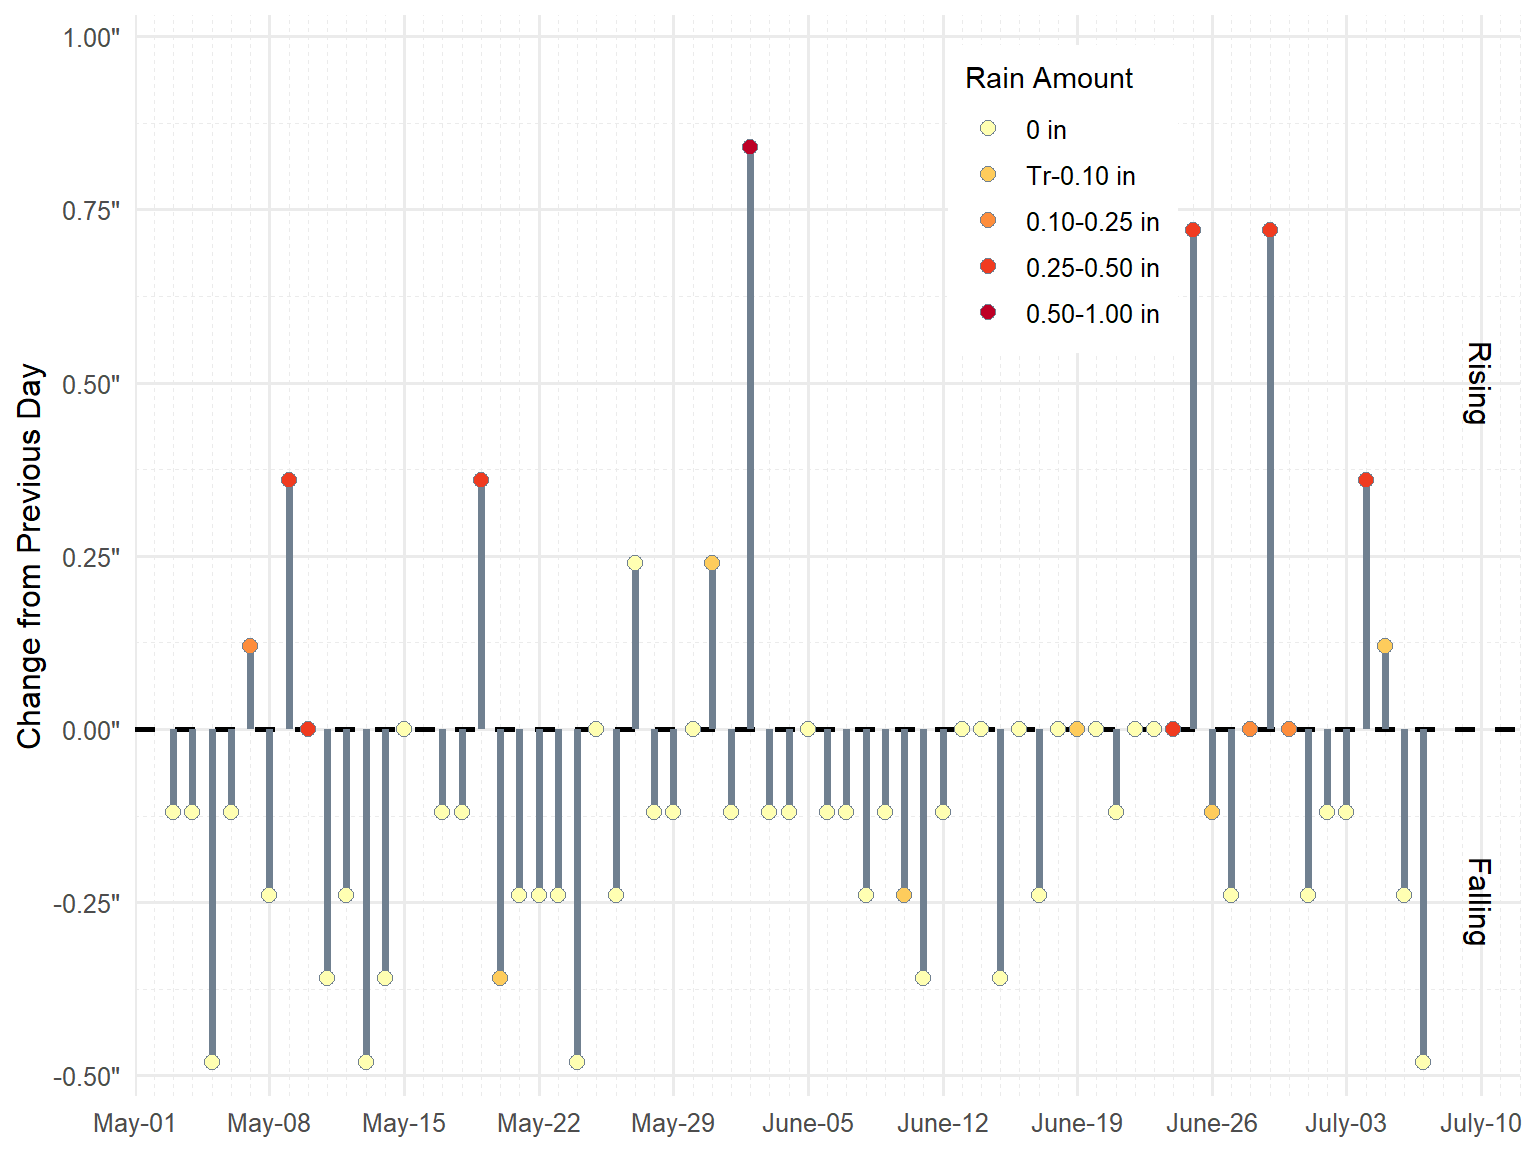 1.00"
0.75"
0.50"
0.25"
0.00"
-0.25"
-0.50"
Change from Previous Day
Rain Amount
0 in
Tr-0.10 in
0.10-0.25 in
0.25-0.50 in
0.50-1.00 in
Rising
Falling
May-01 May-08 May-15 May-22 May-29 June-05 June-12 June-19 June-26 July-03 July-10